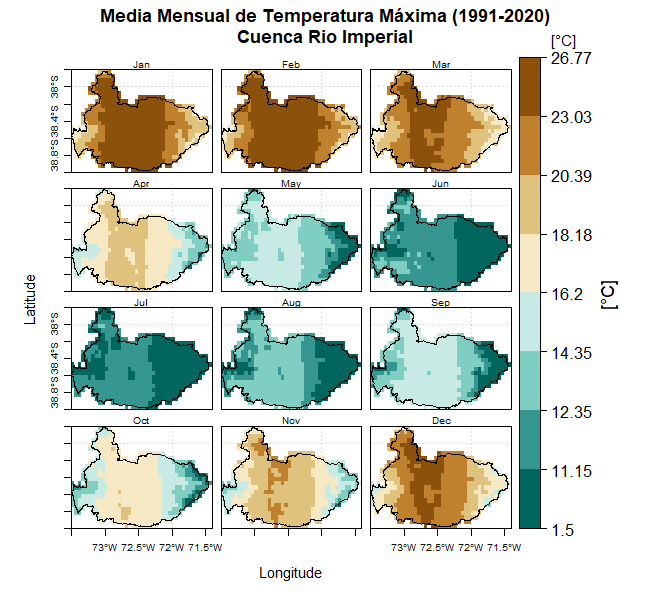 Media Mensual de Temperatura Máxima (1991-2020)
Cuenca Rio Imperial
[°C]
Jan Feb Mar
38°S
38.4°S
38.8°S
26.77
23.03
20.39
18.18
16.2
14.35
12.35
11.15
1.5
[°C]
Apr May Jun
Latitude
Jul Aug Sep
38°S
38.4°S
38.8°S
Oct Nov Dec
73°W 72.5°W 72°W 71.5°W
73°W 72.5°W 72°W 71.5°W
Longitude